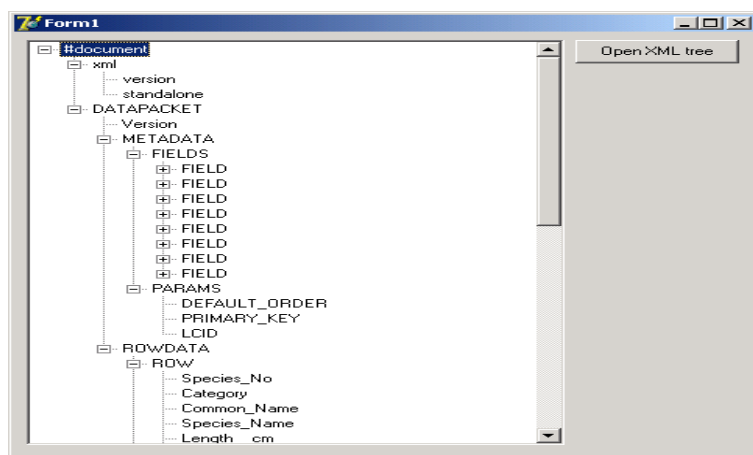 Form1
Open XML tree
#document
xml
version
standalone
DATAPACKET
Version
METADATA
FIELDS
FIELD
FIELD
FIELD
FIELD
FIELD
FIELD
FIELD
FIELD
PARAMS
DEFAULT_ORDER
PRIMARY_KEY
LCID
ROWDATA
ROW
Species_No
Category
Common_Name
Species_Name
Length__cm_